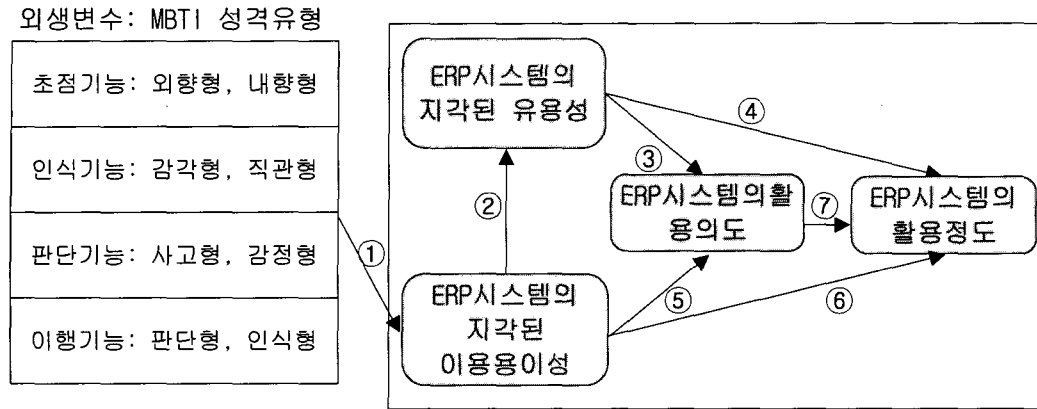 외생변수: MBTI 성격유형
초점기능: 외향형, 내향형
인식기능: 감각형, 직관형
판단기능: 사고형, 감정형
이행기능: 판단형, 인식형
①
ERP시스템의
지각된 유용성
②
ERP시스템의
지각된
이용용이성
③
④
ERP시스템의활
용의도
⑤
⑥
⑦
ERP시스템의
활용정도